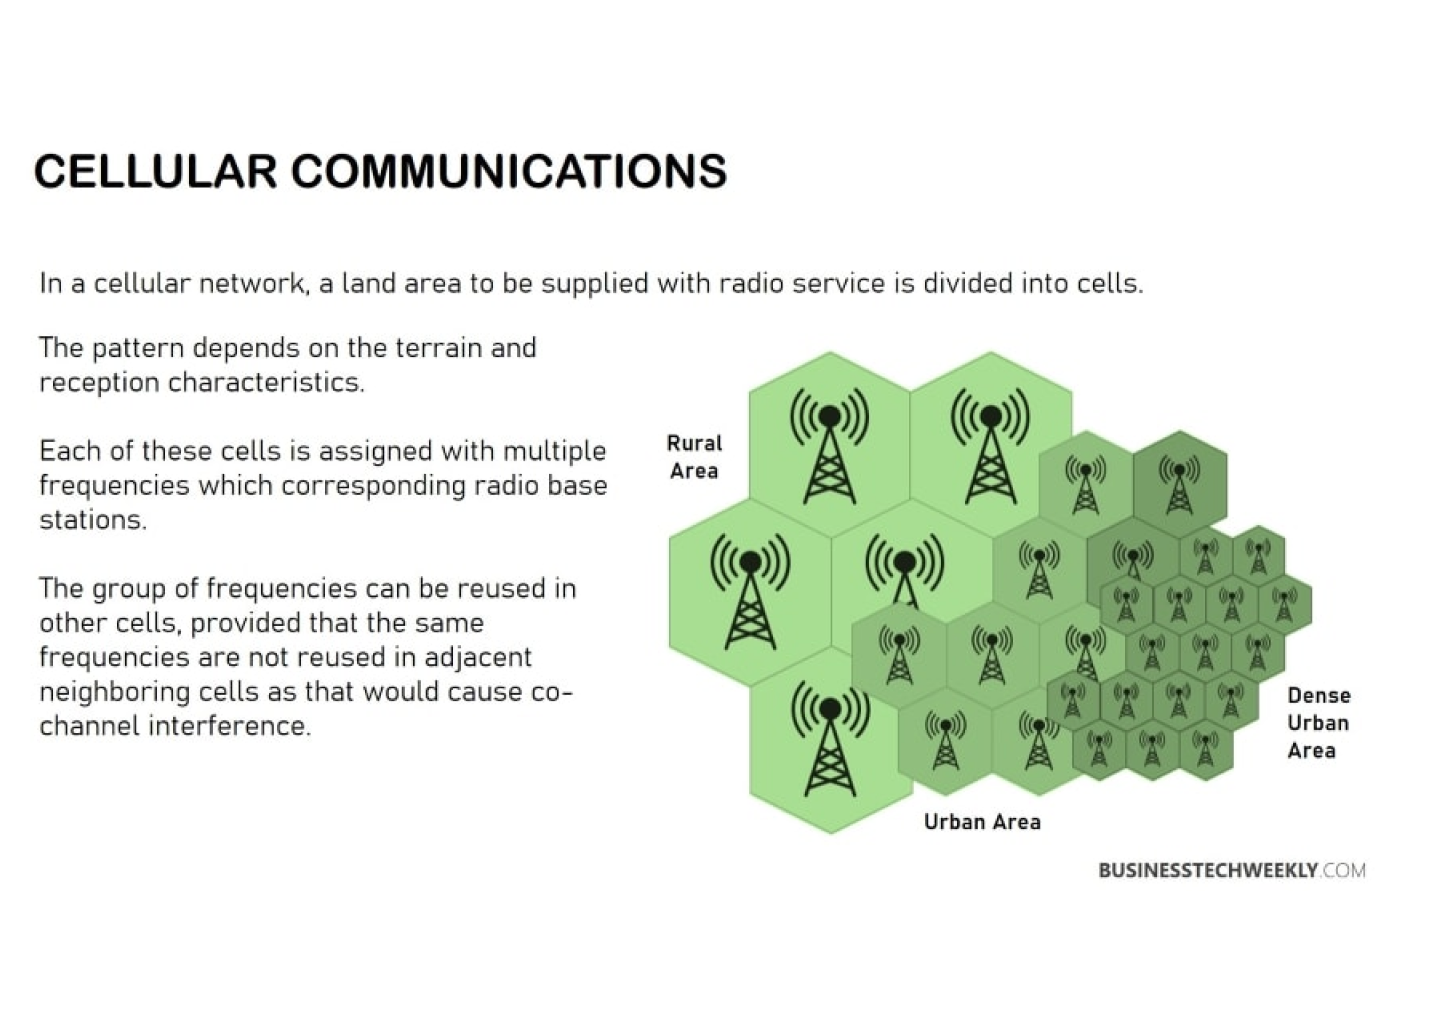 CELLULAR COMMUNICATIONS
In a cellular network, a land area to be supplied with radio service is divided into cells.
The pattern depends on the terrain and
reception characteristics.
Each of these cells is assigned with multiple
frequencies which corresponding radio base
stations.
The group of frequencies can be reused in
other cells, provided that the same
frequencies are not reused in adjacent
neighboring cells as that would cause co-
channel interference.
Rural
Area
Dense
Urban
Area
Urban Area
BUSINESSTECHWEEKLY.COM